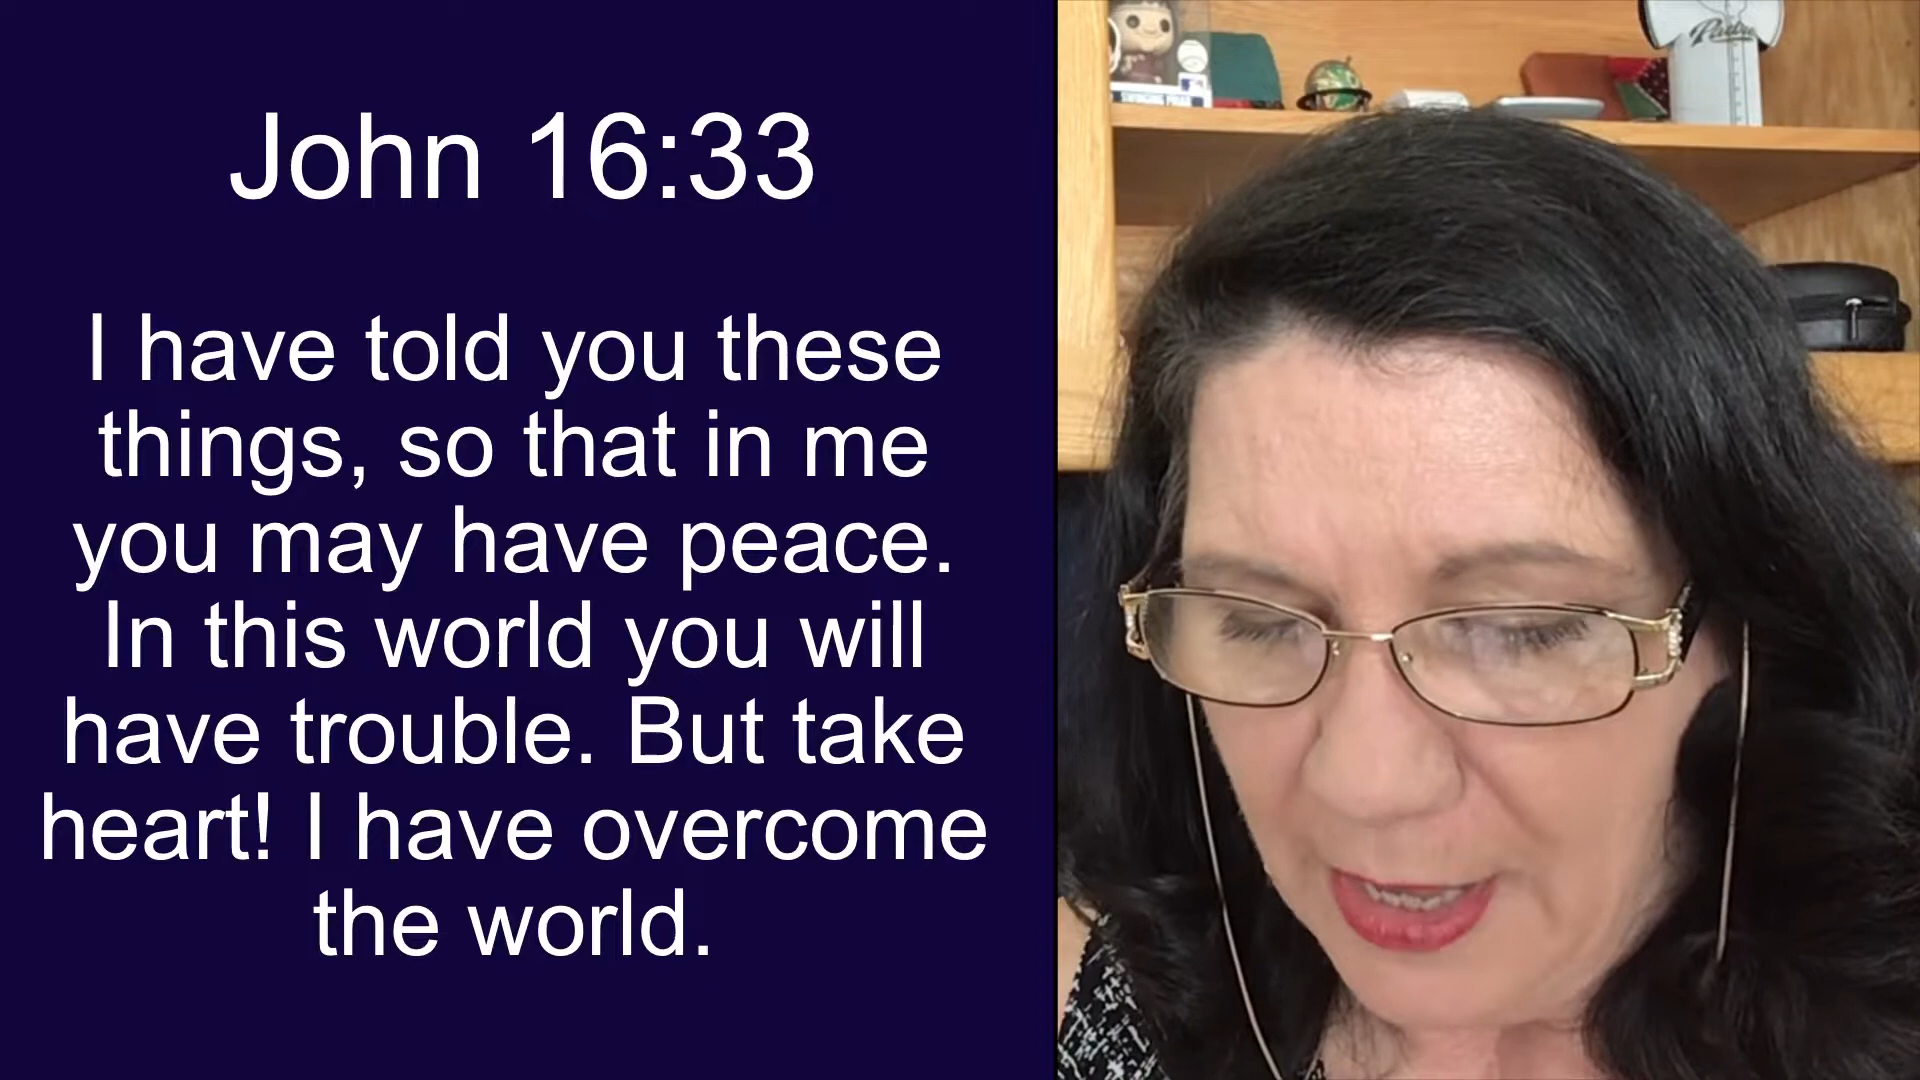 John 16:33
I have told you these
things, so that in me
you may have peace.
In this world you will
have trouble. But take
heart! I have overcome
the world.
Padres